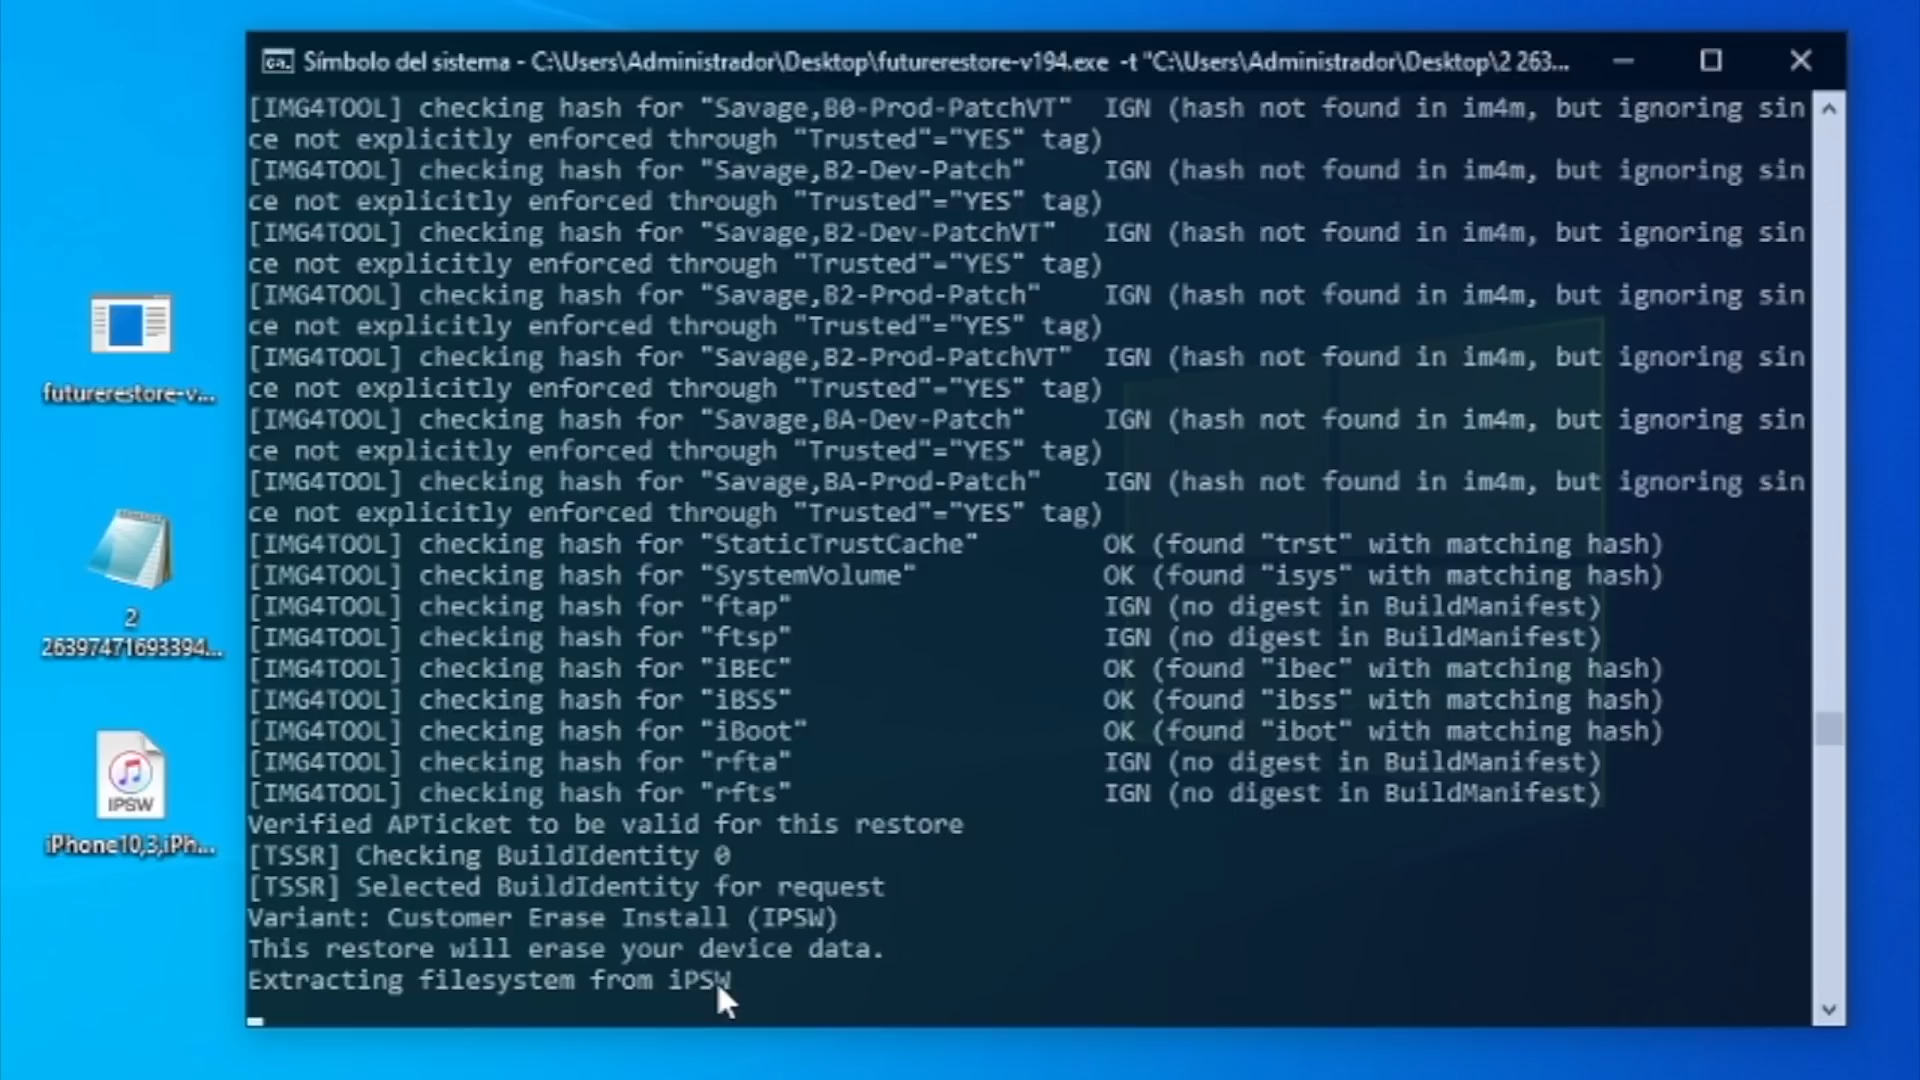 Símbolo del sistema - C:\Users\Administrador\Desktop\futurerestore-v194.exe -t "C:\Users\Administrador\Desktop\2 263...
[IMG4TOOL] checking hash for "Savage,B0-Prod-PatchVT" IGN (hash not found in im4m, but ignoring sin
ce not explicitly enforced through "Trusted"="YES" tag)
[IMG4TOOL] checking hash for "Savage,B2-Dev-Patch" IGN (hash not found in im4m, but ignoring sin
ce not explicitly enforced through "Trusted"="YES" tag)
[IMG4TOOL] checking hash for "Savage,B2-Dev-PatchVT" IGN (hash not found in im4m, but ignoring sin
ce not explicitly enforced through "Trusted"="YES" tag)
[IMG4TOOL] checking hash for "Savage,B2-Prod-Patch" IGN (hash not found in im4m, but ignoring sin
ce not explicitly enforced through "Trusted"="YES" tag)
[IMG4TOOL] checking hash for "Savage,B2-Prod-PatchVT" IGN (hash not found in im4m, but ignoring sin
ce not explicitly enforced through "Trusted"="YES" tag)
[IMG4TOOL] checking hash for "Savage,BA-Dev-Patch" IGN (hash not found in im4m, but ignoring sin
ce not explicitly enforced through "Trusted"="YES" tag)
[IMG4TOOL] checking hash for "Savage,BA-Prod-Patch" IGN (hash not found in im4m, but ignoring sin
ce not explicitly enforced through "Trusted"="YES" tag)
[IMG4TOOL] checking hash for "StaticTrustCache" OK (found "trst" with matching hash)
[IMG4TOOL] checking hash for "SystemVolume" OK (found "isys" with matching hash)
[IMG4TOOL] checking hash for "ftap" IGN (no digest in BuildManifest)
[IMG4TOOL] checking hash for "ftsp" IGN (no digest in BuildManifest)
[IMG4TOOL] checking hash for "iBEC" OK (found "ibec" with matching hash)
[IMG4TOOL] checking hash for "iBSS" OK (found "ibss" with matching hash)
[IMG4TOOL] checking hash for "iBoot" OK (found "ibot" with matching hash)
[IMG4TOOL] checking hash for "rfta" IGN (no digest in BuildManifest)
[IMG4TOOL] checking hash for "rfts" IGN (no digest in BuildManifest)
Verified APTicket to be valid for this restore
[TSSR] Checking BuildIdentity 0
[TSSR] Selected BuildIdentity for request
Variant: Customer Erase Install (IPSW)
This restore will erase your device data.
Extracting filesystem from iPSW
futurerestore-v...
2
26397471693394...
IPSW
iPhone10,3,iPh...